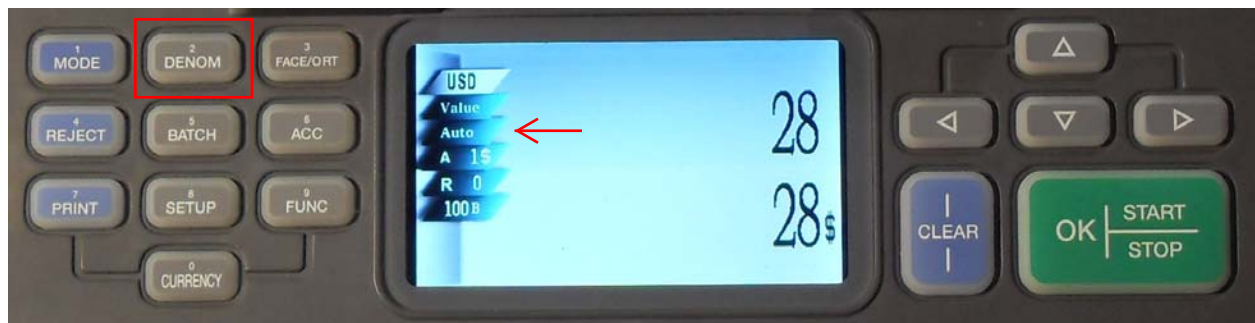 1
MODE
2
DENOM
3
FACE/ORT
4
REJECT
5
BATCH
6
ACC
7
PRINT
8
SETUP
9
FUNC
0
CURRENCY
USD
Value
Auto
A 1$
R 0
100 B
28
28$
CLEAR
OK
START
STOP